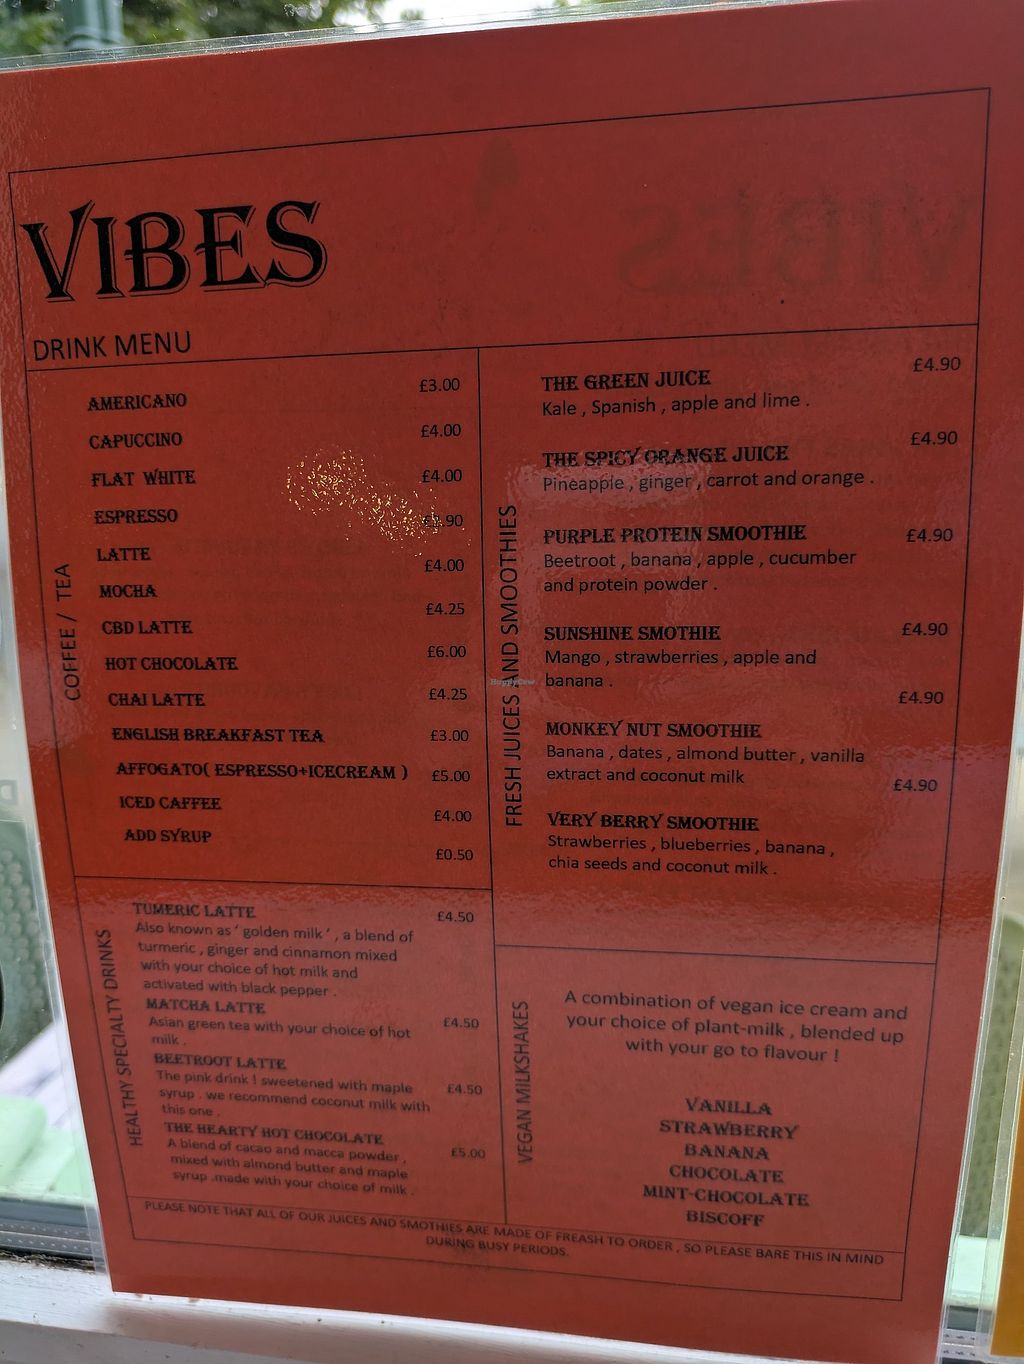 VIBES
DRINK MENU
COFFEE / TEA
AMERICANO £3.00
CAPUCCINO £4.00
FLAT WHITE £4.00
ESPRESSO
LATTE £4.00
MOCHA £4.25
CBD LATTE £6.00
HOT CHOCOLATE £4.25
CHAI LATTE £3.00
ENGLISH BREAKFAST TEA £5.00
AFFOGATO( ESPRESSO+ICECREAM ) £4.00
ICED CAFFEE £0.50
ADD SYRUP
HEALTHY SPECIALTY DRINKS
TUMERIC LATTE £4.50
Also known as ‘ golden milk ’ , a blend of
turmeric , ginger and cinnamon mixed
with your choice of hot milk and
activated with black pepper .
MATCHA LATTE £4.50
Asian green tea with your choice of hot
milk .
BEETROOT LATTE
The pink drink ! sweetened with maple £4.50
syrup . we recommend coconut milk with
this one .
THE HEARTY HOT CHOCOLATE £5.00
A blend of cacao and macca powder ,
mixed with almond butter and maple
syrup .made with your choice of milk .
FRESH JUICES AND SMOOTHIES
THE GREEN JUICE £4.90
Kale , Spanish , apple and lime .
THE SPICY ORANGE JUICE £4.90
Pineapple , ginger , carrot and orange .
PURPLE PROTEIN SMOOTHIE £4.90
Beetroot , banana , apple , cucumber
and protein powder .
SUNSHINE SMOTHIE £4.90
Mango , strawberries , apple and
banana .
£4.90
MONKEY NUT SMOOTHIE
Banana , dates , almond butter , vanilla
extract and coconut milk
£4.90
VERY BERRY SMOOTHIE
Strawberries , blueberries , banana ,
chia seeds and coconut milk .
VEGAN MILKSHAKES
A combination of vegan ice cream and
your choice of plant-milk , blended up
with your go to flavour !
VANILLA
STRAWBERRY
BANANA
CHOCOLATE
MINT-CHOCOLATE
BISCOFF
PLEASE NOTE THAT ALL OF OUR JUICES AND SMOTHIES ARE MADE OF FREASH TO ORDER , SO PLEASE BARE THIS IN MIND
DURING BUSY PERIODS.
HappyCow